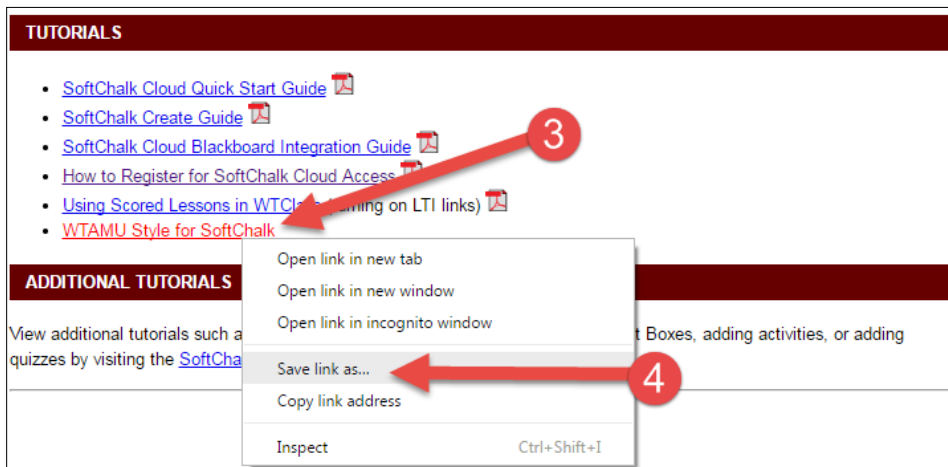 TUTORIALS
SoftChalk Cloud Quick Start Guide
SoftChalk Create Guide
SoftChalk Cloud Blackboard Integration Guide
3
How to Register for SoftChalk Cloud Access
Using Scored Lessons in on LTI links)
WTAMU Style for SoftChalk
Open link in new tab
ADDITIONAL TUTORIALS
Open link in new window
Open link in incognito window
View additional tutorials such Boxes, adding activities, or adding
quizzes by visiting the
Save link as...
4
Copy link address
Inspect Ctrl+Shift+I